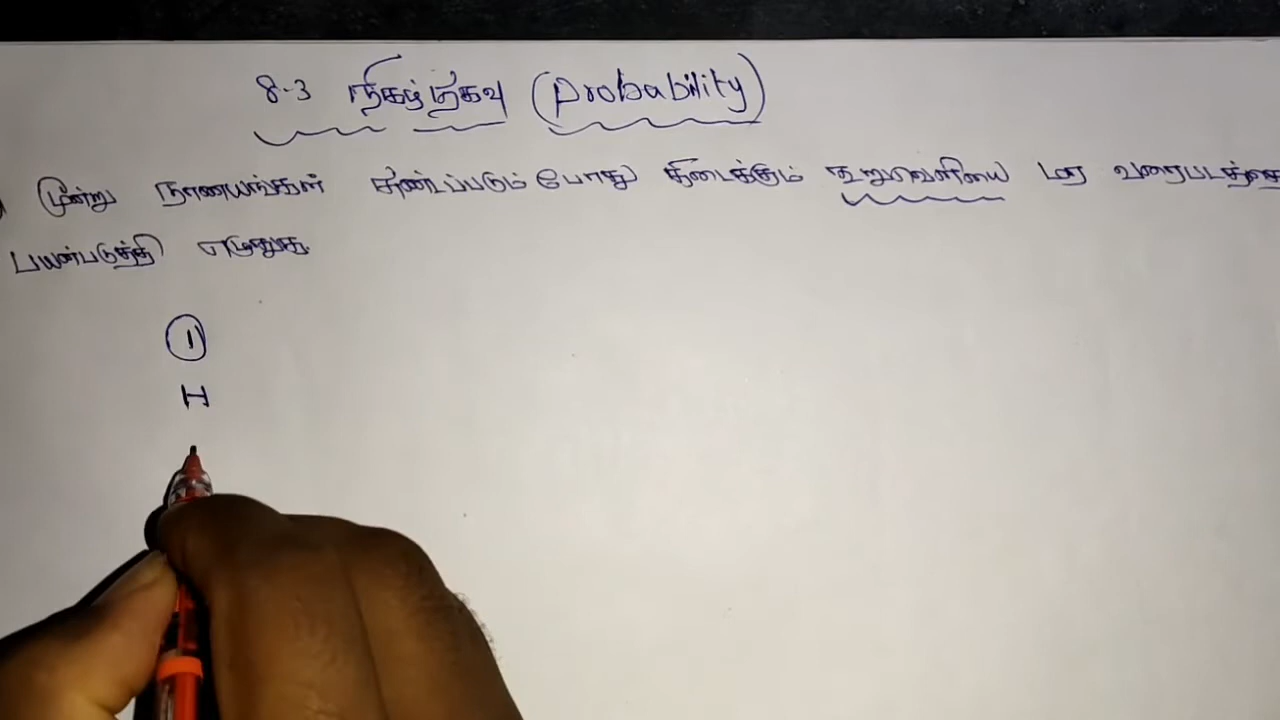 8.3 நிகழ்தகவு (Probability)
மூன்று நாணயங்கள் சுண்டப்படும்போது கிடைக்கும் கூறுவெளியை மர வரைபடத்தை
பயன்படுத்தி எழுதுக.
1
H